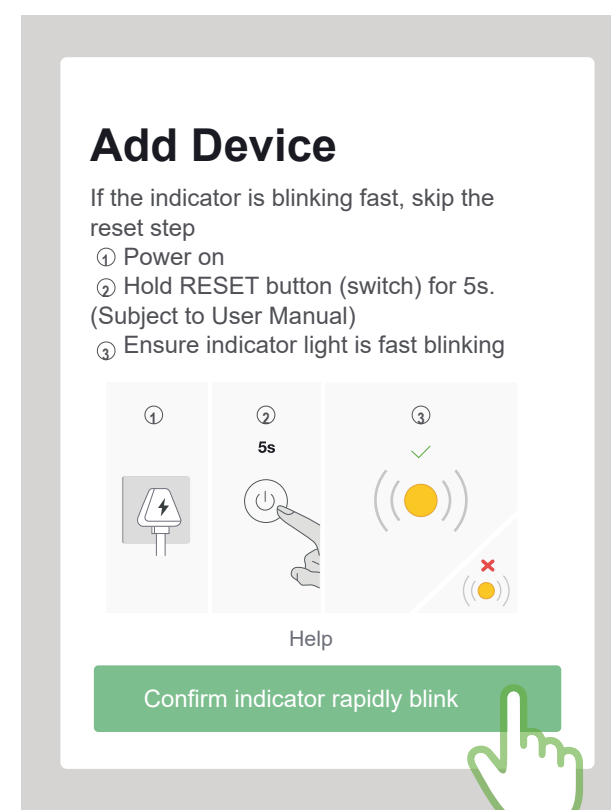 Add Device
If the indicator is blinking fast, skip the
reset step
① Power on
② Hold RESET button (switch) for 5s.
(Subject to User Manual)
③ Ensure indicator light is fast blinking
① ② ③
5s
Help
Confirm indicator rapidly blink